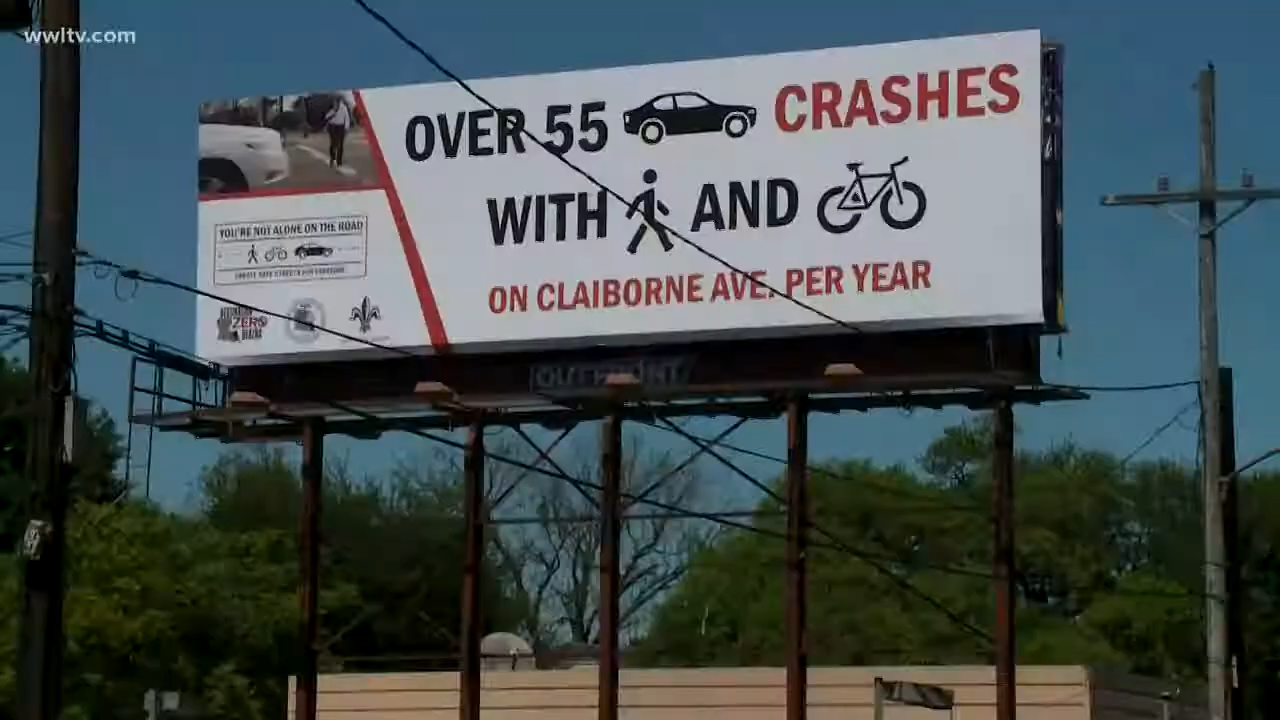 wwltv.com
OVER 55 CRASHES
WITH AND
ON CLAIBORNE AVE. PER YEAR
YOU'RE NOT ALONE ON THE ROAD
ZERO
OUTFRONT